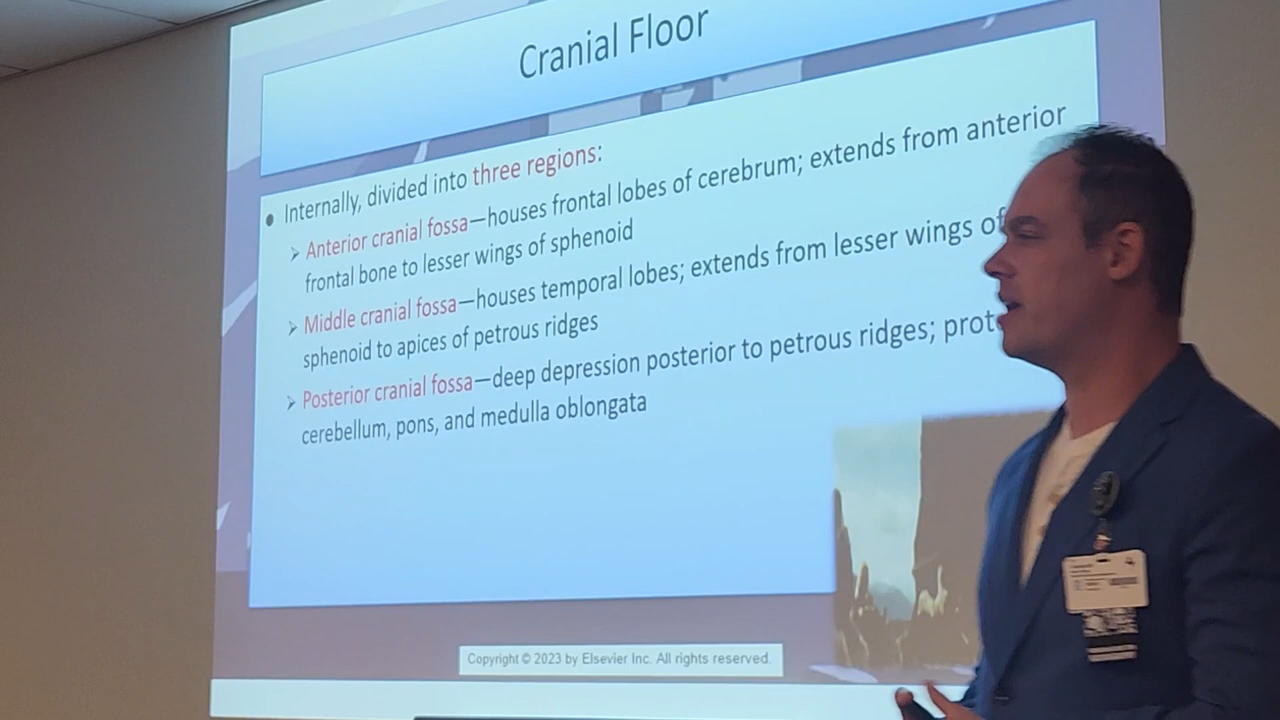 Cranial Floor
• Internally, divided into three regions:
➢ Anterior cranial fossa—houses frontal lobes of cerebrum; extends from anterior
frontal bone to lesser wings of sphenoid
➢ Middle cranial fossa—houses temporal lobes; extends from lesser wings of
sphenoid to apices of petrous ridges
➢ Posterior cranial fossa—deep depression posterior to petrous ridges;
cerebellum, pons, and medulla oblongata
Copyright © 2023 by Elsevier Inc. All rights reserved.